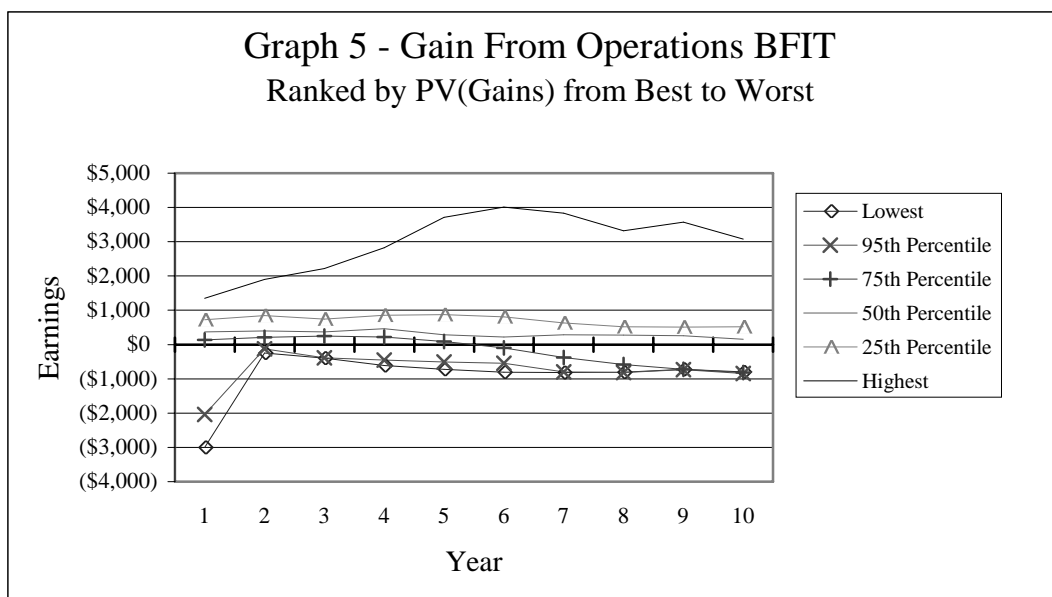 Graph 5 - Gain From Operations BFIT
Ranked by PV(Gains) from Best to Worst
$5,000
$4,000
$3,000
$2,000
$1,000
$0
($1,000)
($2,000)
($3,000)
($4,000)
Earnings
1 2 3 4 5 6 7 8 9 10
Year
Lowest
95th Percentile
75th Percentile
50th Percentile
25th Percentile
Highest